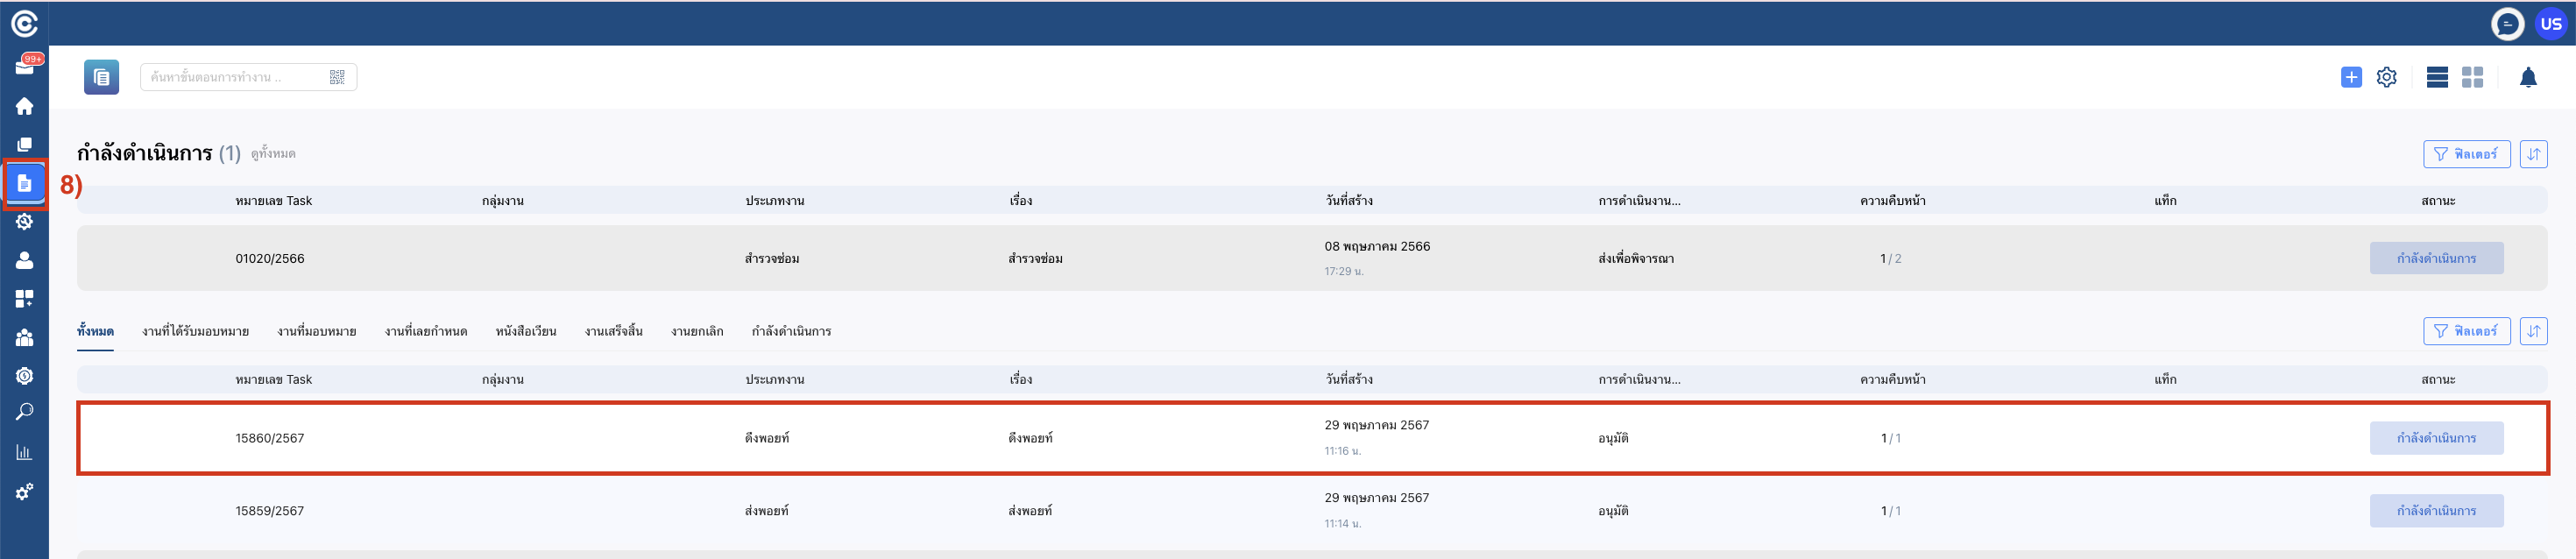 US
99+
ค้นหาขั้นตอนการทำงาน ..
กำลังดำเนินการ (1) ดูทั้งหมด
ฟิลเตอร์
8)
หมายเลข Task กลุ่มงาน ประเภทงาน เรื่อง วันที่สร้าง การดำเนินงาน... ความคืบหน้า แท็ก สถานะ
01020/2566 สำรวจซ่อม สำรวจซ่อม 08 พฤษภาคม 2566 ส่งเพื่อพิจารณา 1 / 2 กำลังดำเนินการ
17:29 น.
ทั้งหมด งานที่ได้รับมอบหมาย งานที่มอบหมาย งานที่เลยกำหนด หนังสือเวียน งานเสร็จสิ้น งานยกเลิก กำลังดำเนินการ ฟิลเตอร์
หมายเลข Task กลุ่มงาน ประเภทงาน เรื่อง วันที่สร้าง การดำเนินงาน... ความคืบหน้า แท็ก สถานะ
15860/2567 ดึงพอยท์ ดึงพอยท์ 29 พฤษภาคม 2567 อนุมัติ 1 / 1 กำลังดำเนินการ
11:16 น.
15859/2567 ส่งพอยท์ ส่งพอยท์ 29 พฤษภาคม 2567 อนุมัติ 1 / 1 กำลังดำเนินการ
11:14 น.